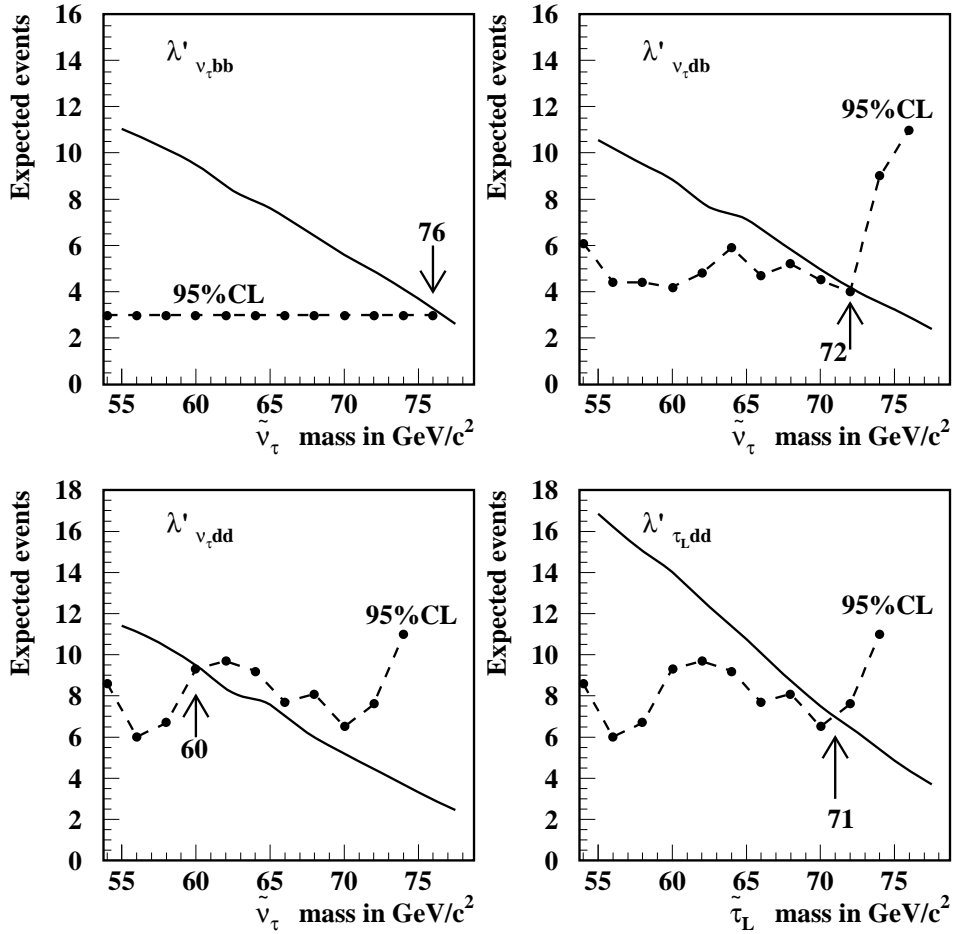 Expected events
16
14
12
10
8
6
4
2
0
λ' ντbb
76
95%CL
55 60 65 70 75
ν̃τ mass in GeV/c²
Expected events
16
14
12
10
8
6
4
2
0
λ' ντdb
95%CL
72
55 60 65 70 75
ν̃τ mass in GeV/c²
Expected events
18
16
14
12
10
8
6
4
2
0
λ' ντdd
95%CL
60
55 60 65 70 75
ν̃τ mass in GeV/c²
Expected events
18
16
14
12
10
8
6
4
2
0
λ' τLdd
95%CL
71
55 60 65 70 75
τ̃L mass in GeV/c²